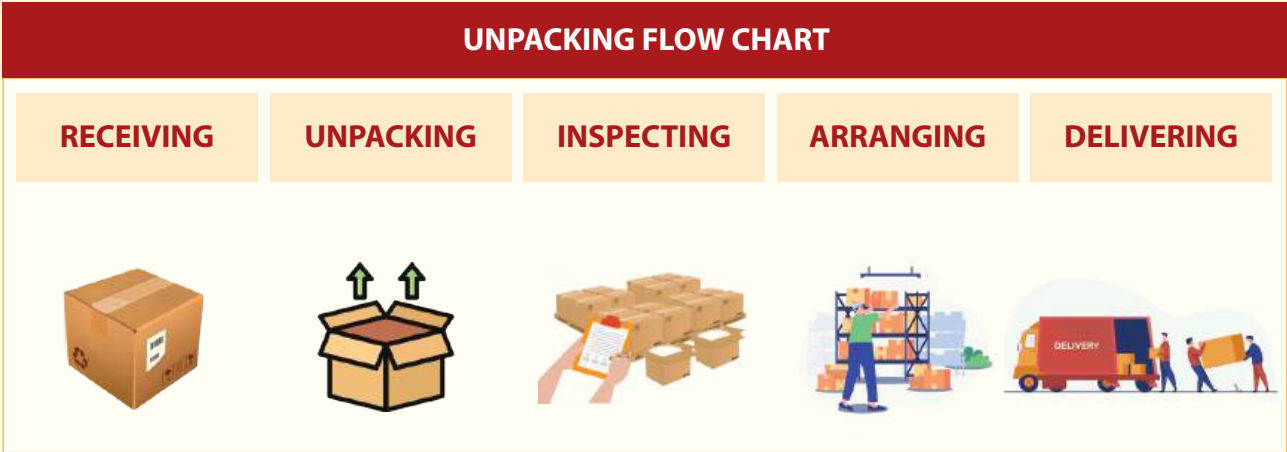 UNPACKING FLOW CHART
RECEIVING
UNPACKING
INSPECTING
ARRANGING
DELIVERING
DELIVERY